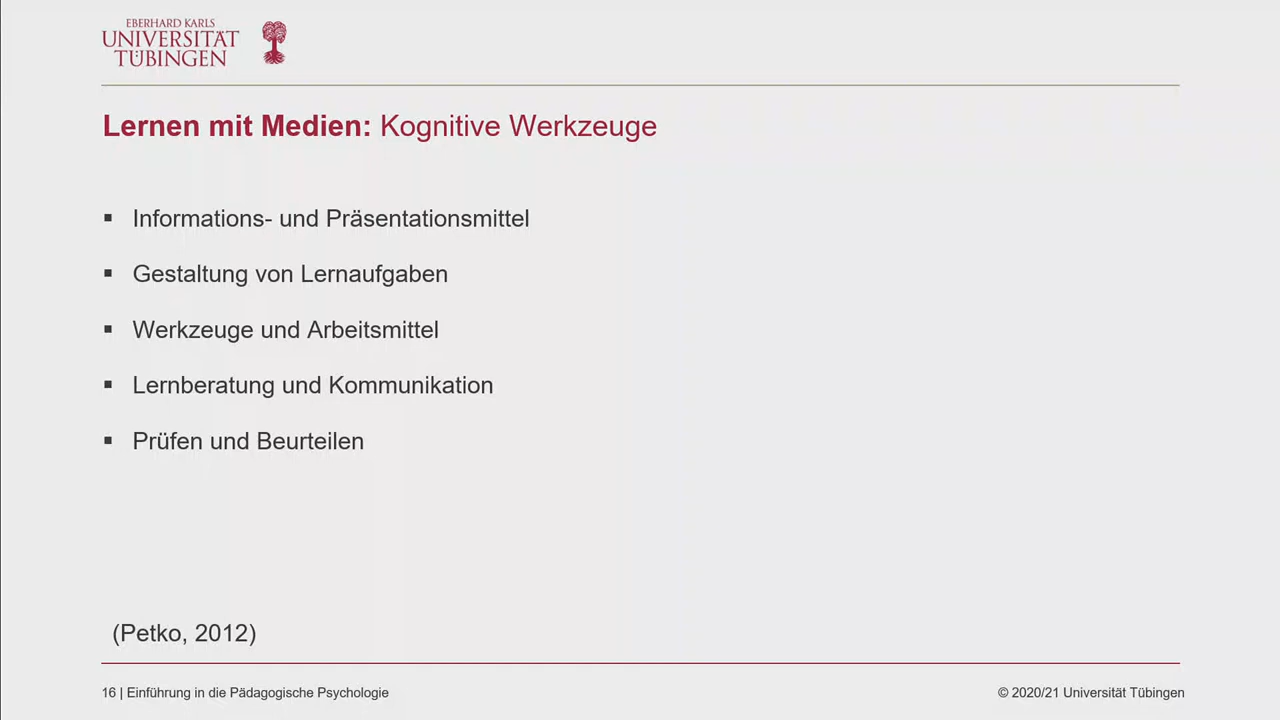 EBERHARD KARLS
UNIVERSITÄT
TÜBINGEN
Lernen mit Medien: Kognitive Werkzeuge
▪ Informations- und Präsentationsmittel
▪ Gestaltung von Lernaufgaben
▪ Werkzeuge und Arbeitsmittel
▪ Lernberatung und Kommunikation
▪ Prüfen und Beurteilen
(Petko, 2012)
16 | Einführung in die Pädagogische Psychologie
© 2020/21 Universität Tübingen